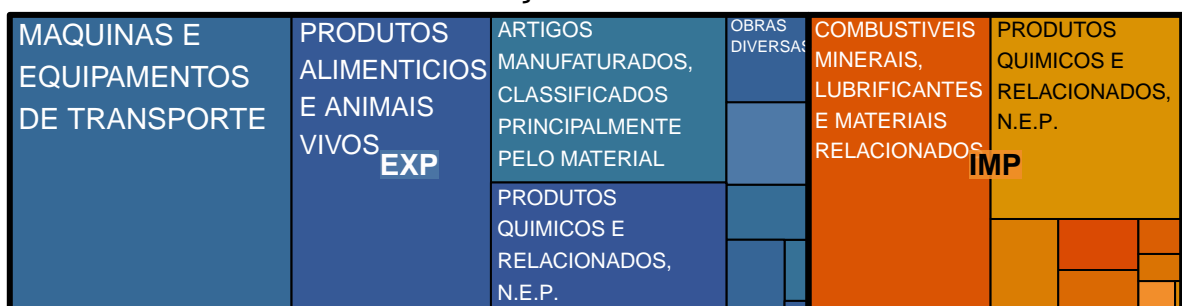 MAQUINAS E
EQUIPAMENTOS
DE TRANSPORTE
PRODUTOS
ALIMENTICIOS
E ANIMAIS
VIVOS
EXP
ARTIGOS
MANUFATURADOS,
CLASSIFICADOS
PRINCIPALMENTE
PELO MATERIAL
PRODUTOS
QUIMICOS E
RELACIONADOS,
N.E.P.
OBRAS
DIVERSAS
COMBUSTIVEIS
MINERAIS,
LUBRIFICANTES
E MATERIAIS
RELACIONADOS
IMP
PRODUTOS
QUIMICOS E
RELACIONADOS,
N.E.P.